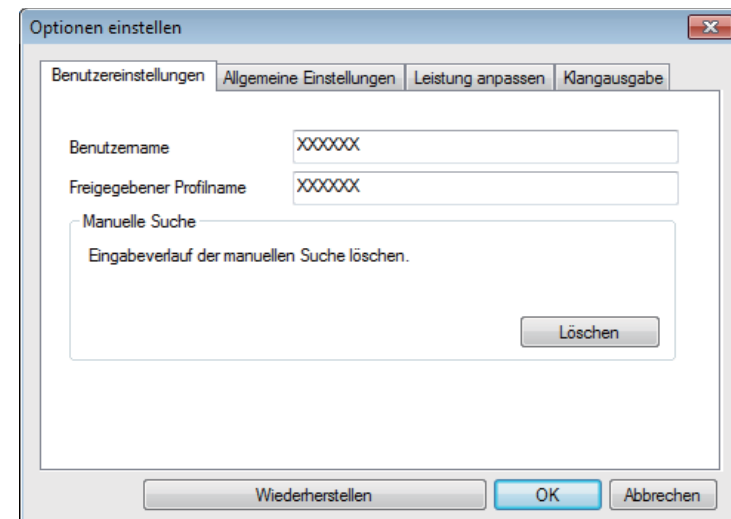 Optionen einstellen
Benutzereinstellungen Allgemeine Einstellungen Leistung anpassen Klangausgabe
Benutzername XXXXXX
Freigegebener Profilname XXXXXX
Manuelle Suche
Eingabeverlauf der manuellen Suche löschen.
Löschen
Wiederherstellen OK Abbrechen